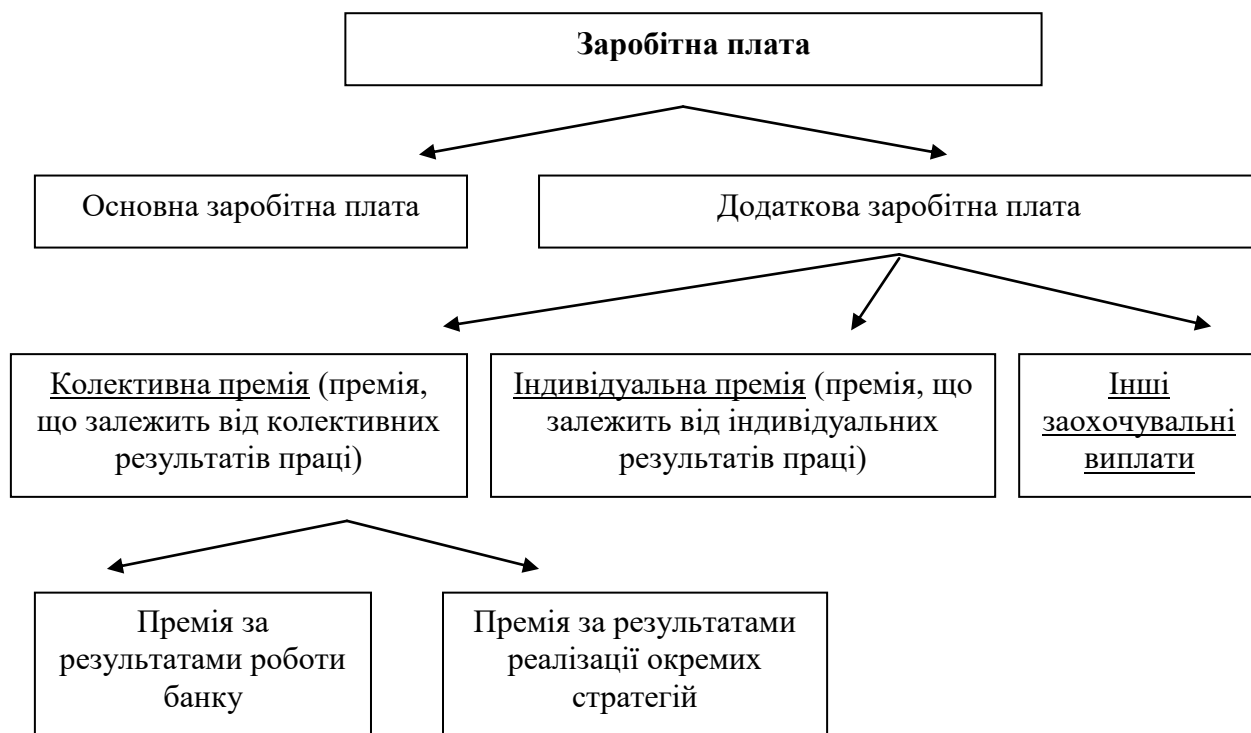 Заробітна плата
Основна заробітна плата
Додаткова заробітна плата
Колективна премія (премія,
що залежить від колективних
результатів праці)
Індивідуальна премія (премія, що
залежить від індивідуальних
результатів праці)
Інші
заохочувальні
виплати
Премія за
результатами роботи
банку
Премія за результатами
реалізації окремих
стратегій